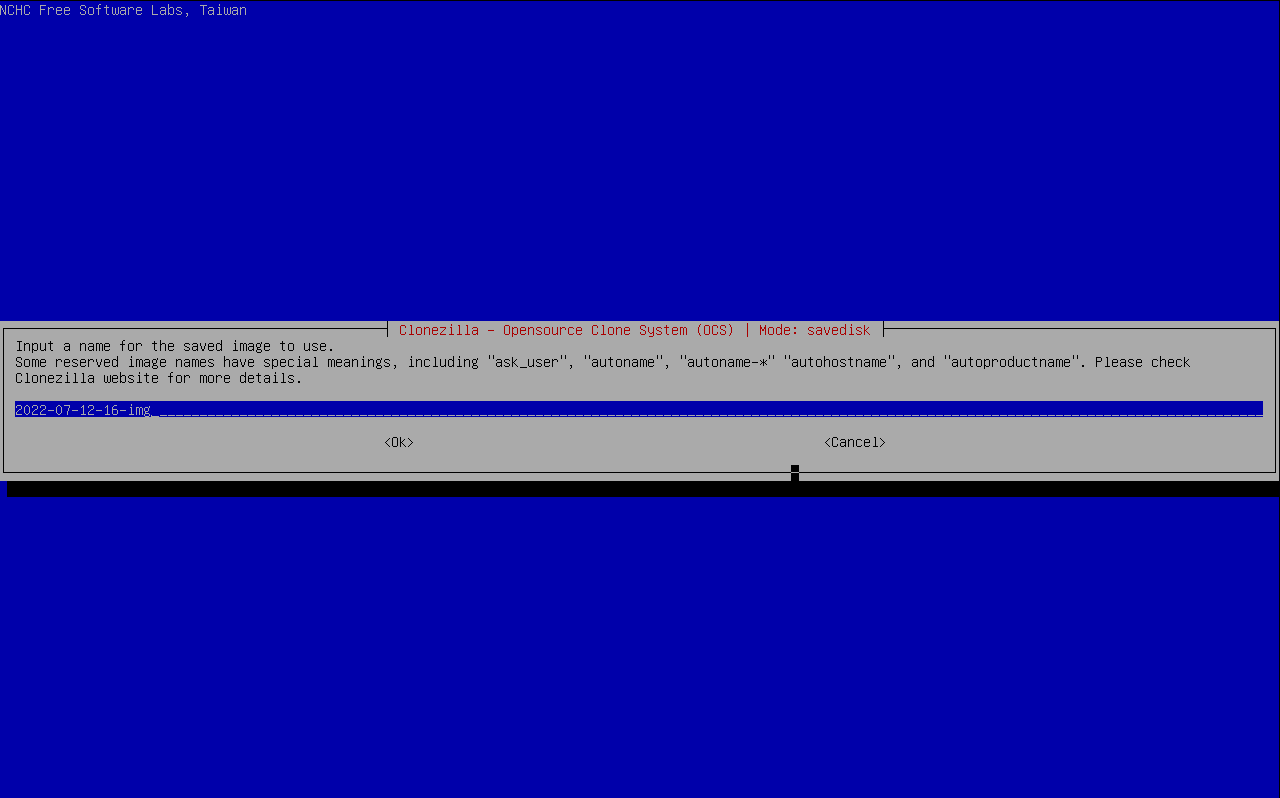 NCHC Free Software Labs, Taiwan
Clonezilla - Opensource Clone System (OCS) | Mode: savedisk
Input a name for the saved image to use.
Some reserved image names have special meanings, including "ask_user", "autoname", "autoname-*" "autohostname", and "autoproductname". Please check
Clonezilla website for more details.
2022-07-12-16-img
<Ok> <Cancel>